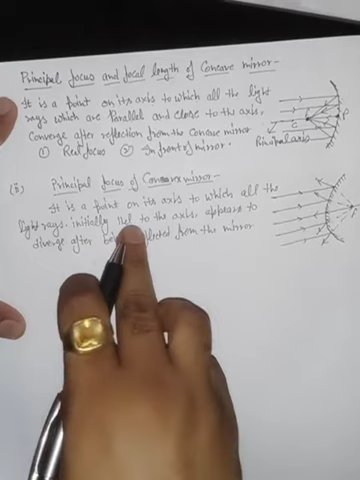 Principal focus and focal length of Concave mirror-
It is a point on its axis to which all the light
rays which are Parallel and close to the axis,
Converge after reflection from the Concave mirror
① Real focus ② In front of mirror.
C
P
Principal axis
(ii) Principal focus of Convex mirror-
It is a point on its axis to which all the
light rays initially ||el to the axis, appears to
diverge after being reflected from the mirror